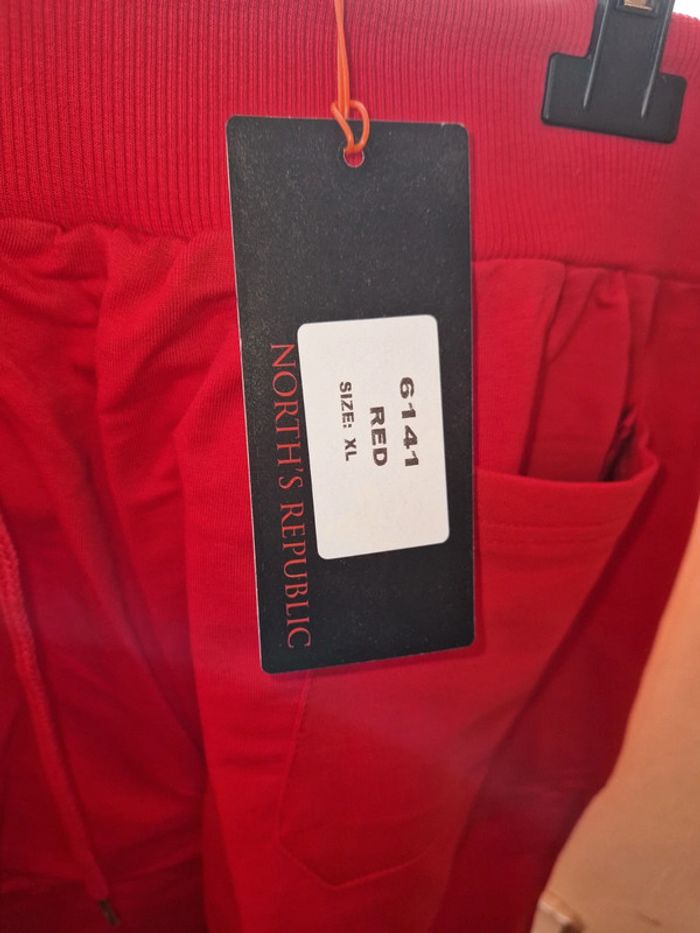 6141
RED
SIZE: XL
NORTH'S REPUBLIC